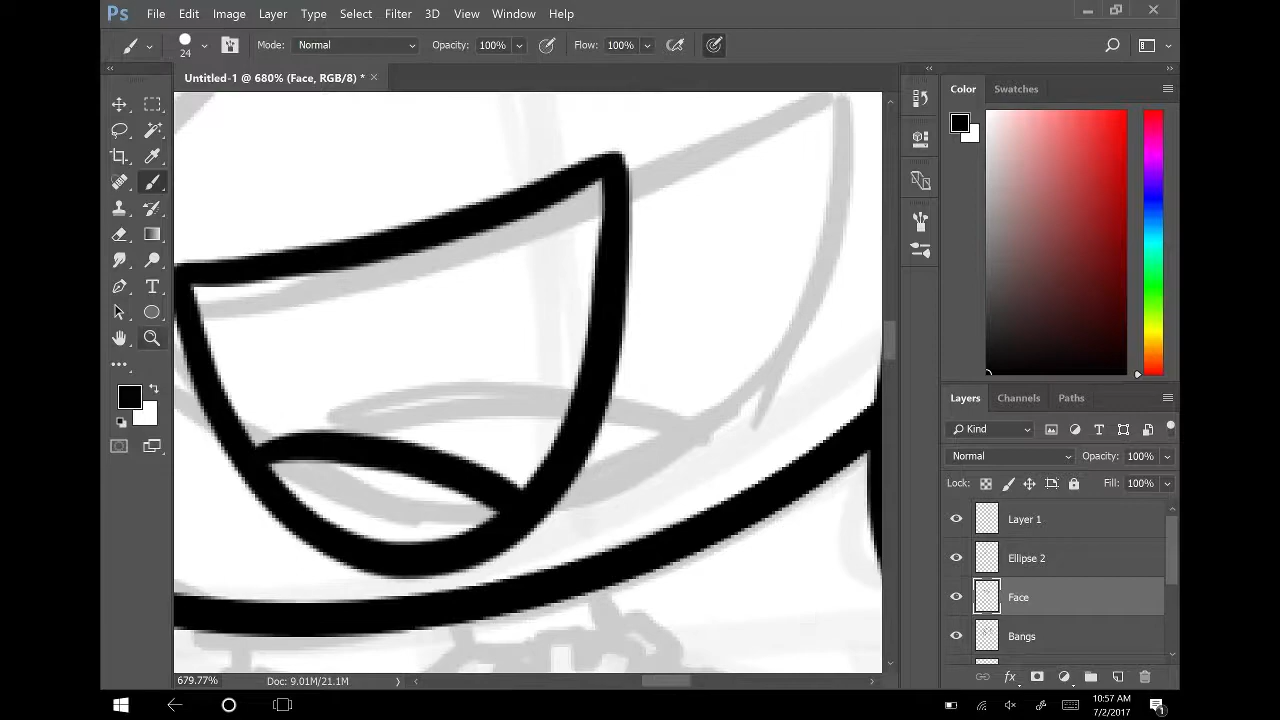 Ps File Edit Image Layer Type Select Filter 3D View Window Help
24 Mode: Normal Opacity: 100% Flow: 100%
Untitled-1 @ 680% (Face, RGB/8) *
Color Swatches
Layers Channels Paths
Kind
Normal Opacity: 100%
Lock: Fill: 100%
Layer 1
Ellipse 2
Face
Bangs
679.77% Doc: 9.01M/21.1M
10:57 AM
7/2/2017